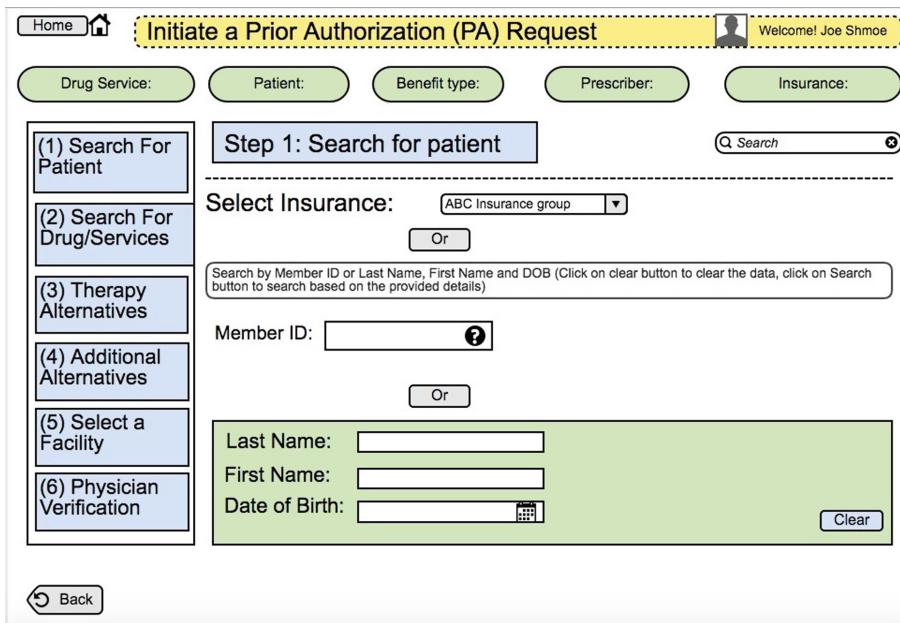 Home
Initiate a Prior Authorization (PA) Request
Welcome! Joe Shmoe
Drug Service:
Patient:
Benefit type:
Prescriber:
Insurance:
(1) Search For
Patient
(2) Search For
Drug/Services
(3) Therapy
Alternatives
(4) Additional
Alternatives
(5) Select a
Facility
(6) Physician
Verification
Step 1: Search for patient
Search
Select Insurance:
ABC Insurance group
Or
Search by Member ID or Last Name, First Name and DOB (Click on clear button to clear the data, click on Search
button to search based on the provided details)
Member ID:
?
Or
Last Name:
First Name:
Date of Birth:
Clear
Back